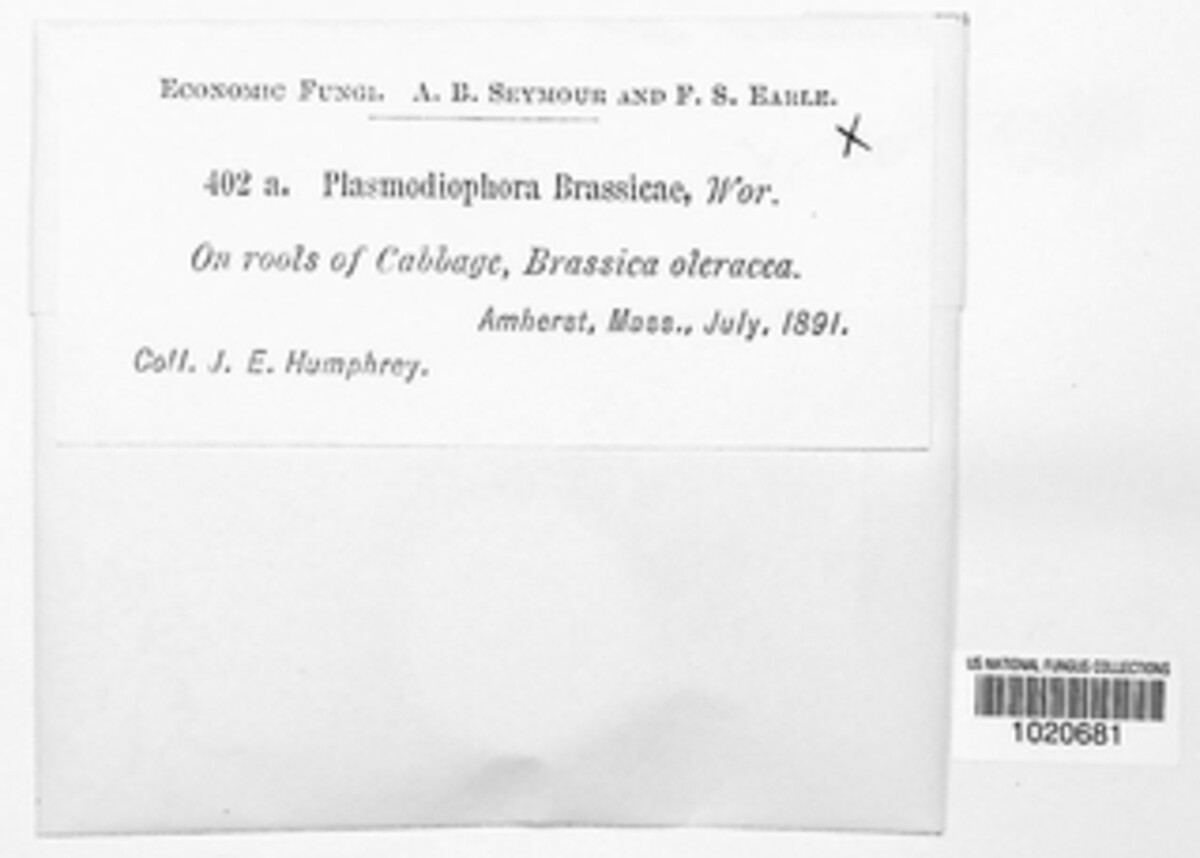 Economic Fungi. A. B. Seymour and F. S. Earle.
X
402 a. Plasmodiophora Brassicae, Wor.
On roots of Cabbage, Brassica oleracea.
Amherst, Mass., July, 1891.
Coll. J. E. Humphrey.
US NATIONAL FUNGUS COLLECTIONS
1020681